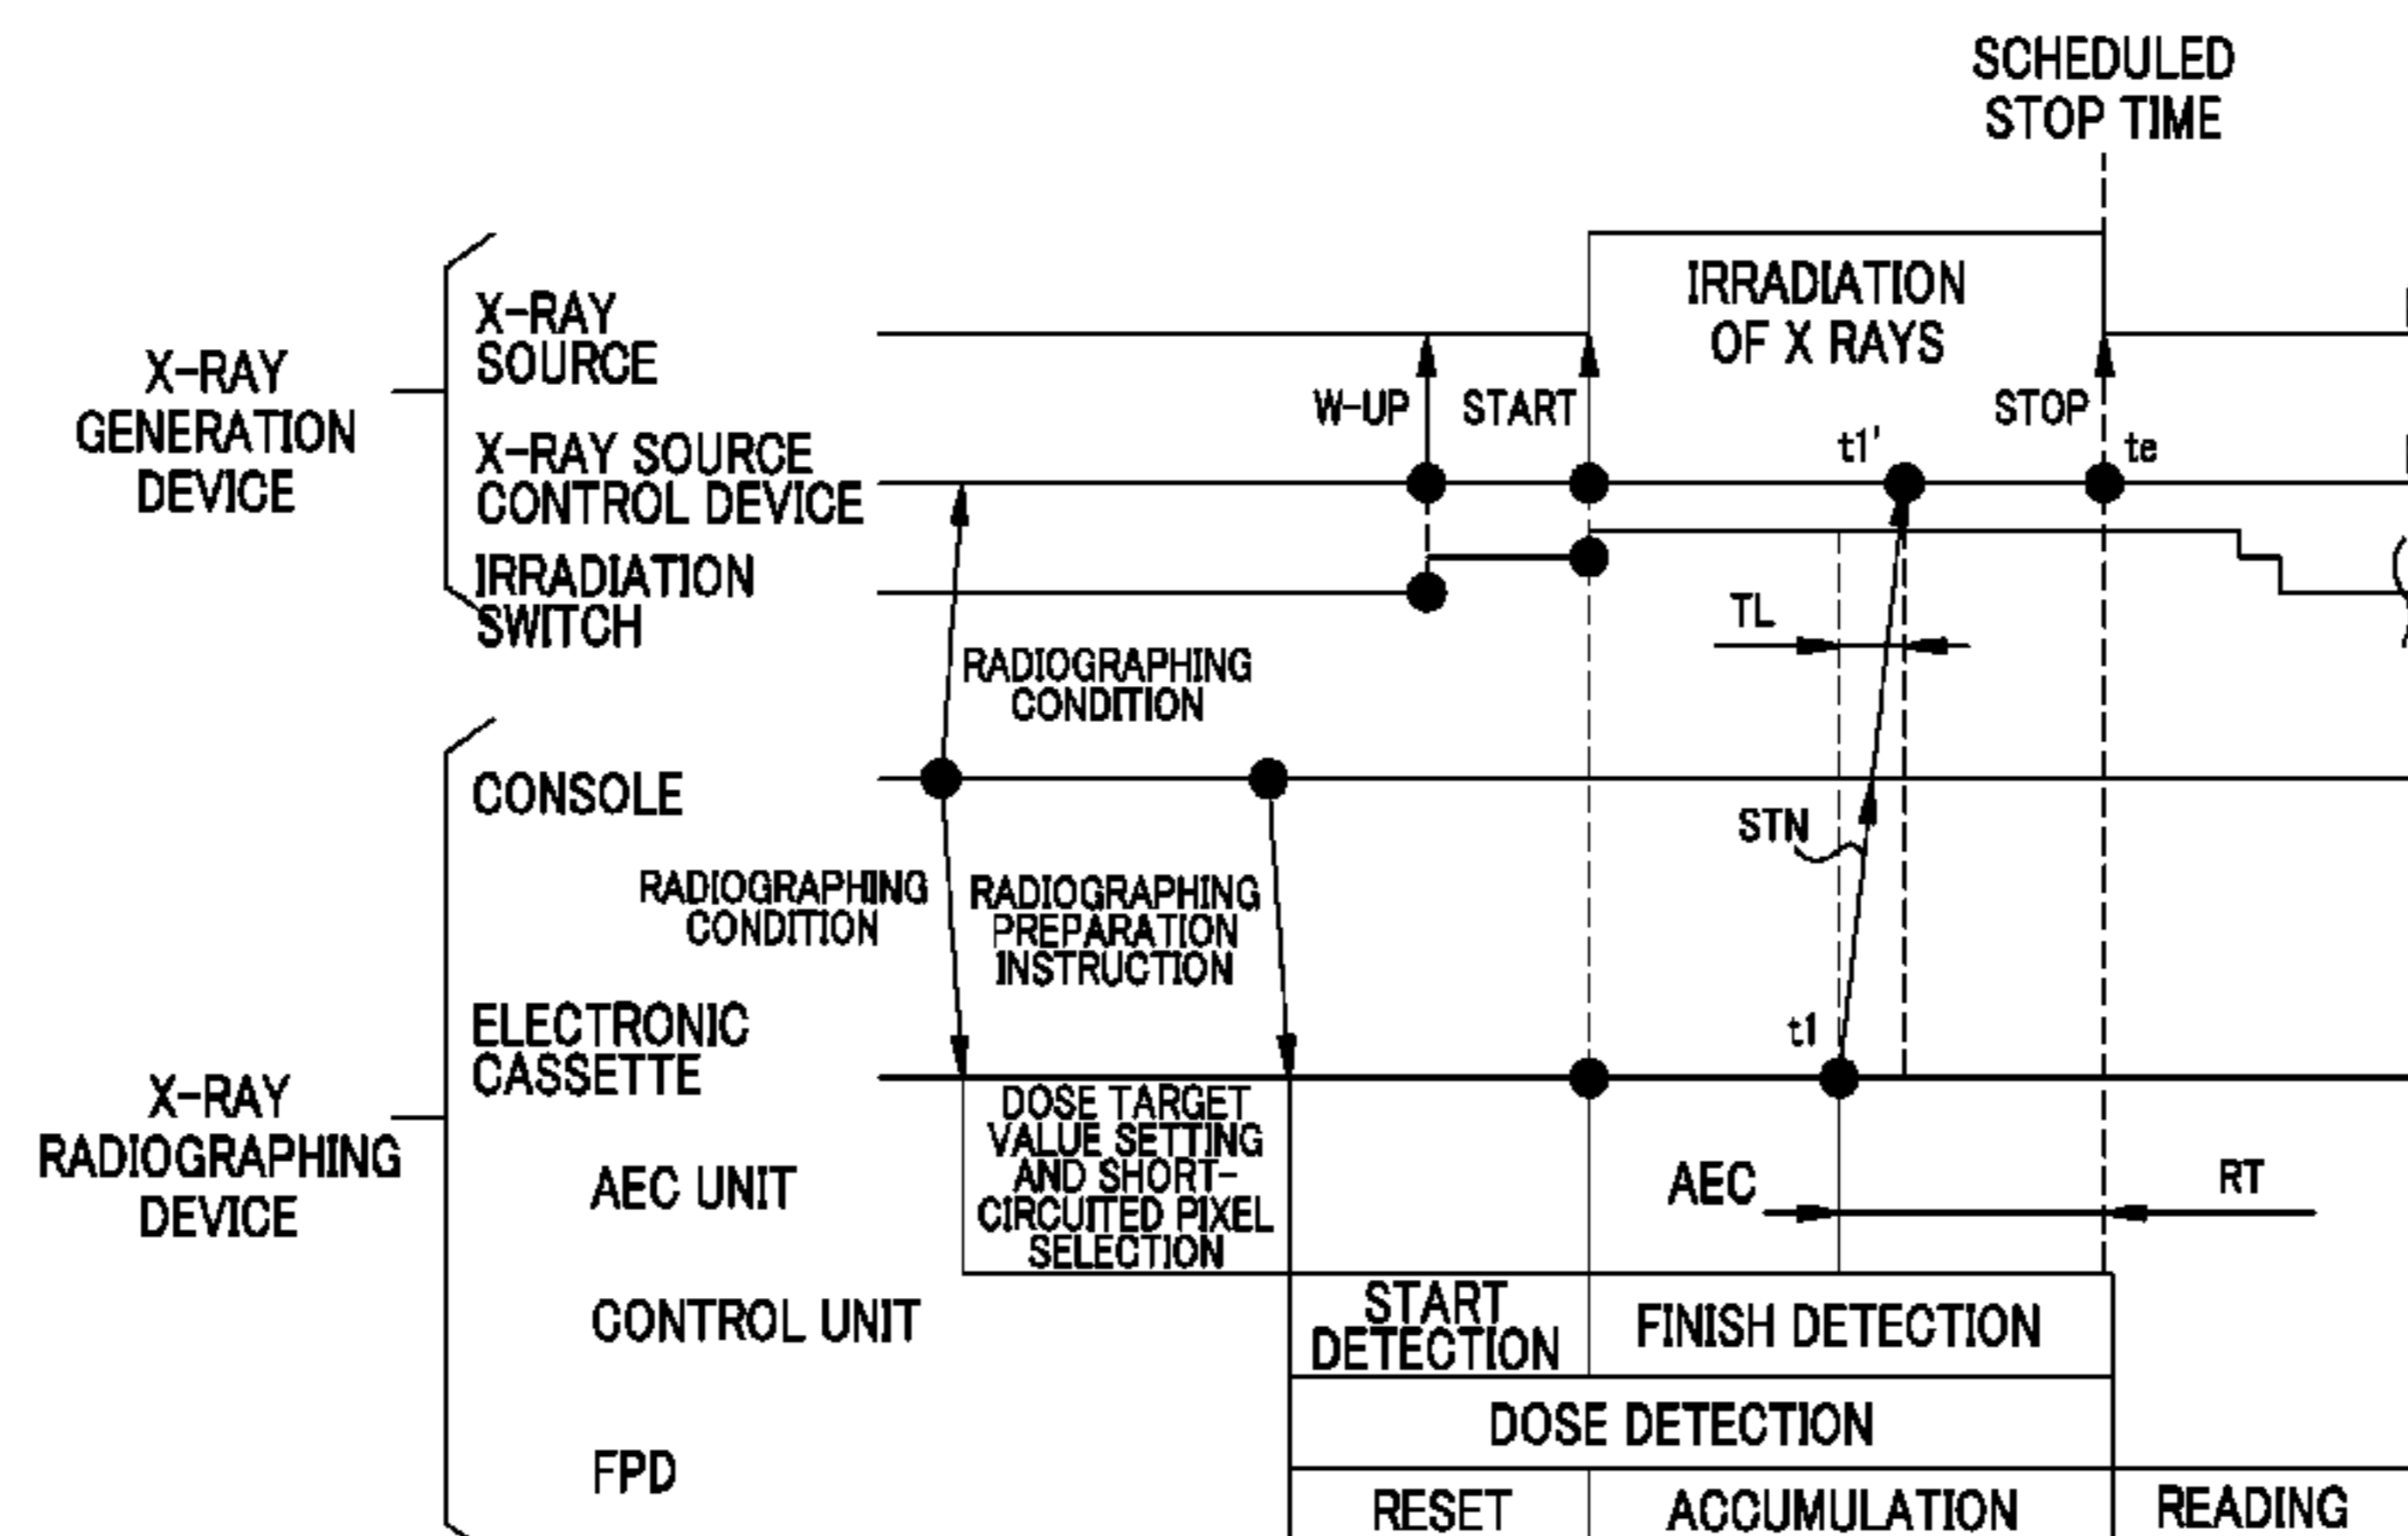 SCHEDULED
STOP TIME
X-RAY
GENERATION
DEVICE
X-RAY
SOURCE
IRRADIATION
OF X RAYS
W-UP
START
STOP
X-RAY SOURCE
CONTROL DEVICE
t1'
te
IRRADIATION
SWITCH
TL
RADIOGRAPHING
CONDITION
CONSOLE
STN
RADIOGRAPHING
CONDITION
RADIOGRAPHING
PREPARATION
INSTRUCTION
X-RAY
RADIOGRAPHING
DEVICE
ELECTRONIC
CASSETTE
t1
DOSE TARGET
VALUE SETTING
AND SHORT-
CIRCUITED PIXEL
SELECTION
AEC UNIT
AEC
RT
CONTROL UNIT
START
DETECTION
FINISH DETECTION
DOSE DETECTION
FPD
RESET
ACCUMULATION
READING